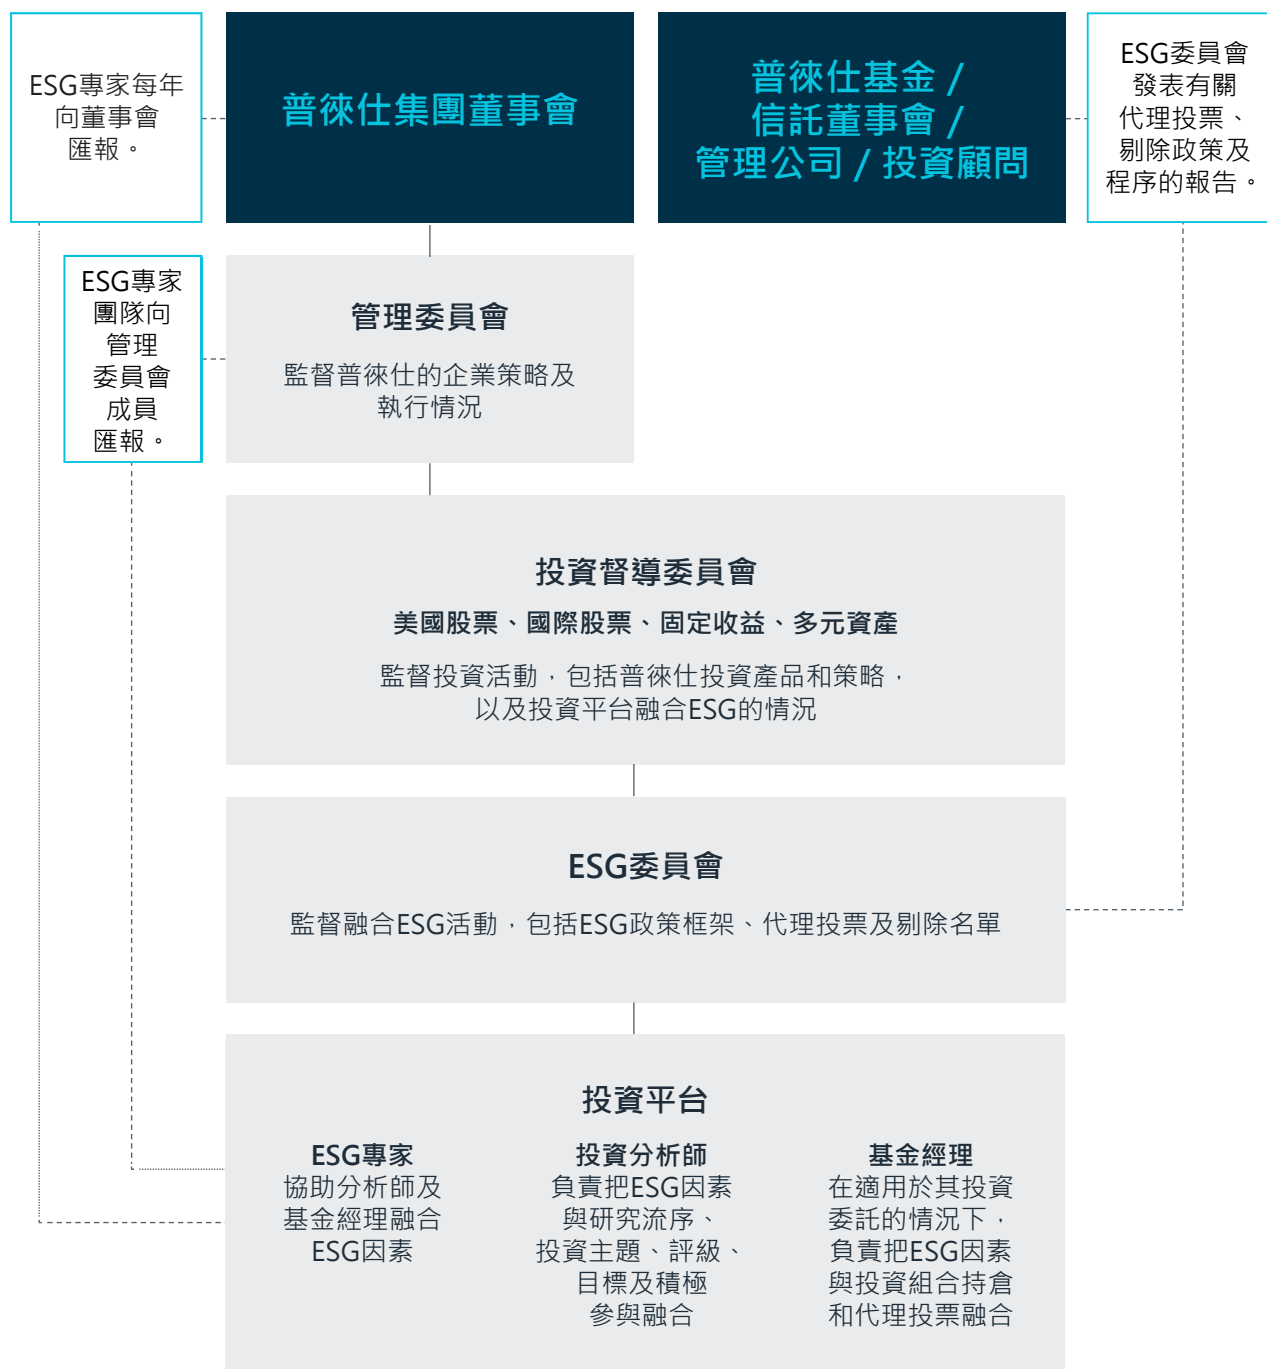 ESG專家每年
向董事會
匯報。
普徠仕集團董事會
普徠仕基金 /
信託董事會 /
管理公司 / 投資顧問
ESG委員會
發表有關
代理投票、
剔除政策及
程序的報告。
ESG專家
團隊向
管理
委員會
成員
匯報。
管理委員會
監督普徠仕的企業策略及
執行情況
投資督導委員會
美國股票、國際股票、固定收益、多元資產
監督投資活動，包括普徠仕投資產品和策略，
以及投資平台融合ESG的情況
ESG委員會
監督融合ESG活動，包括ESG政策框架、代理投票及剔除名單
投資平台
ESG專家
協助分析師及
基金經理融合
ESG因素
投資分析師
負責把ESG因素
與研究流序、
投資主題、評級、
目標及積極
參與融合
基金經理
在適用於其投資
委託的情況下，
負責把ESG因素
與投資組合持倉
和代理投票融合